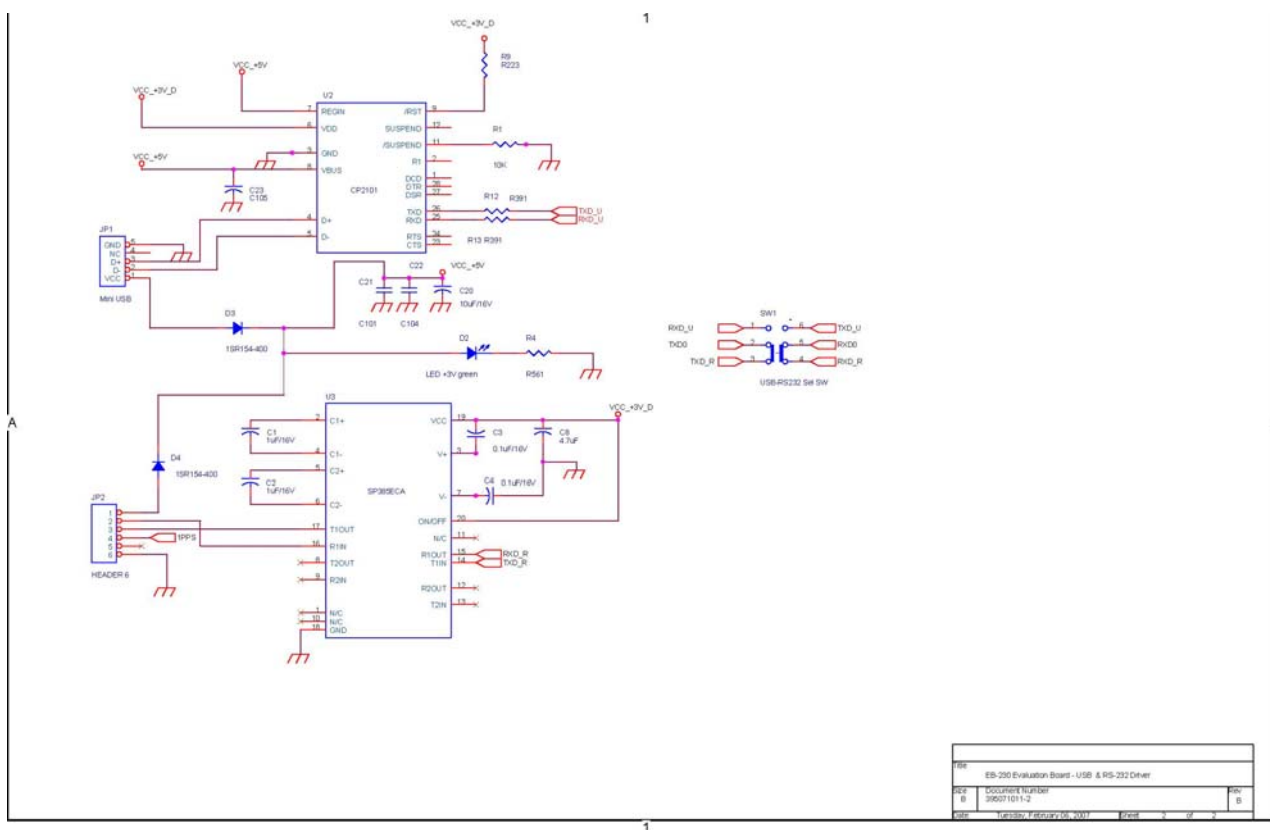 1
VCC_+3V_D
R9
R223
VCC_+5V
VCC_+3V_D
VCC_+5V
U2
7 REGIN
6 VDD
3 GND
8 VBUS
4 D+
5 D-
CP2101
/RST 9
SUSPEND 12
/SUSPEND 11
R1 2
DCD 1
DTR 28
DSR 27
TXD 26
RXD 25
RTS 24
CTS 23
R1
10K
R12 R391
TXD_U
RXD_U
R13 R391
C23
C105
JP1
GND 5
NC 4
D+ 3
D- 2
VCC 1
Mini USB
D3
1SR154-400
C21
C101
C22
C104
VCC_+5V
C20
10uF/16V
D2
LED +3V green
R4
R561
SW1
RXD_U 1 6 TXD_U
TXD0 2 5 RXD0
TXD_R 3 4 RXD_R
USB-RS232 Sel SW
A
D4
1SR154-400
JP2
1
2
3
4
5
6
1PPS
HEADER 6
C1
1uF/16V
C2
1uF/16V
U3
2 C1+
4 C1-
5 C2+
6 C2-
17 T1OUT
16 R1IN
8 T2OUT
9 R2IN
1 N/C
10 N/C
18 GND
SP385ECA
VCC 19
V+ 3
V- 7
ON/OFF 20
N/C 11
R1OUT 15
T1IN 14
R2OUT 12
T2IN 13
RXD_R
TXD_R
VCC_+3V_D
C3
0.1uF/16V
C8
4.7uF
C4 0.1uF/16V
Title
EB-230 Evaluation Board - USB & RS-232 Driver
Size
B
Document Number
395071011-2
Rev
B
Date: Tuesday, February 06, 2007 Sheet 2 of 2
1